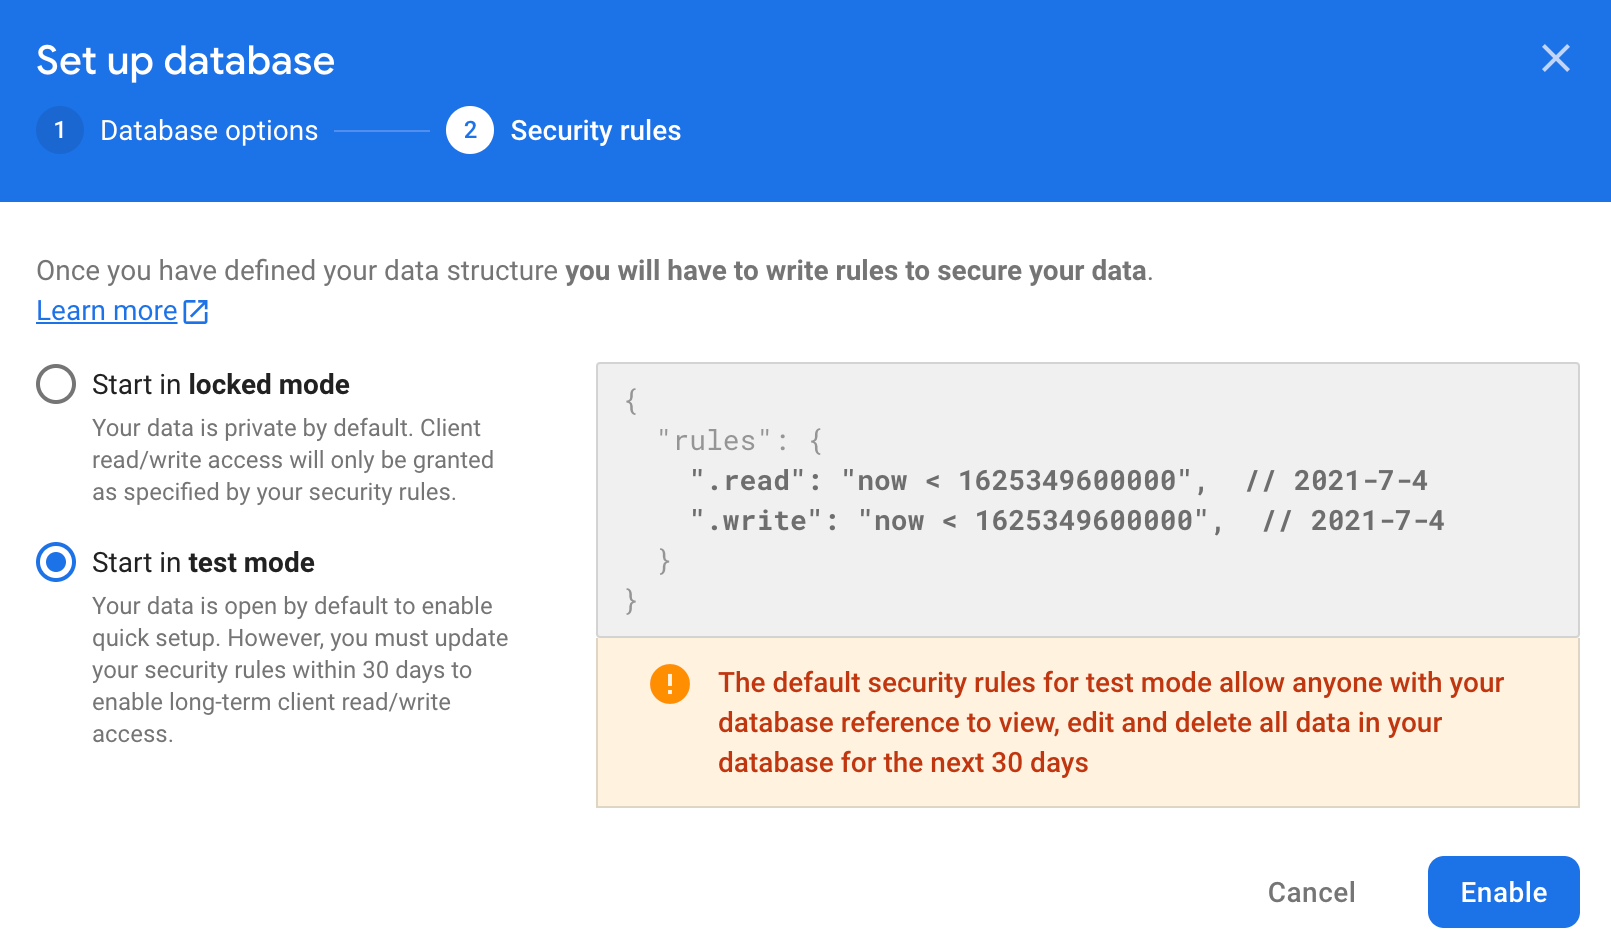 Set up database
1 Database options 2 Security rules
Once you have defined your data structure you will have to write rules to secure your data.
Learn more
Start in locked mode
Your data is private by default. Client
read/write access will only be granted
as specified by your security rules.
Start in test mode
Your data is open by default to enable
quick setup. However, you must update
your security rules within 30 days to
enable long-term client read/write
access.
{
"rules": {
".read": "now < 1625349600000", // 2021-7-4
".write": "now < 1625349600000", // 2021-7-4
}
}
The default security rules for test mode allow anyone with your
database reference to view, edit and delete all data in your
database for the next 30 days
Cancel Enable